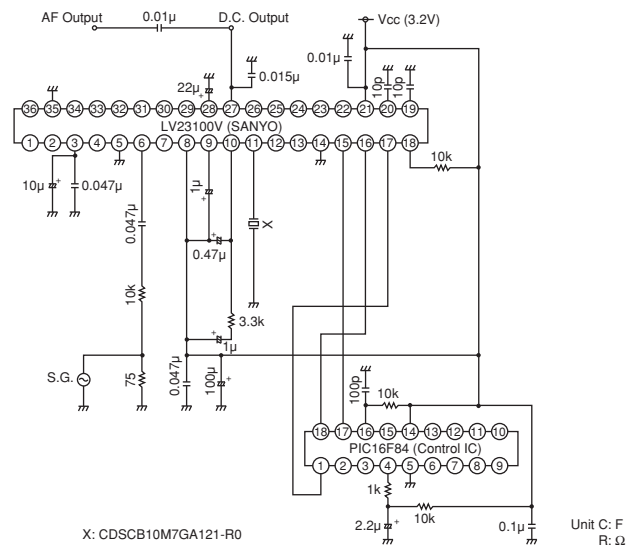 AF Output
0.01μ
D.C. Output
Vcc (3.2V)
0.01μ
22μ +
0.015μ
10p
10p
36 35 34 33 32 31 30 29 28 27 26 25 24 23 22 21 20 19
LV23100V (SANYO)
1 2 3 4 5 6 7 8 9 10 11 12 13 14 15 16 17 18
10k
10μ +
0.047μ
0.047μ
1μ +
X
+
0.47μ
10k
3.3k
+
1μ
S.G.
75
0.047μ
100μ +
100p
10k
18 17 16 15 14 13 12 11 10
PIC16F84 (Control IC)
1 2 3 4 5 6 7 8 9
1k
10k
2.2μ +
0.1μ
X: CDSCB10M7GA121-R0
Unit C: F
R: Ω